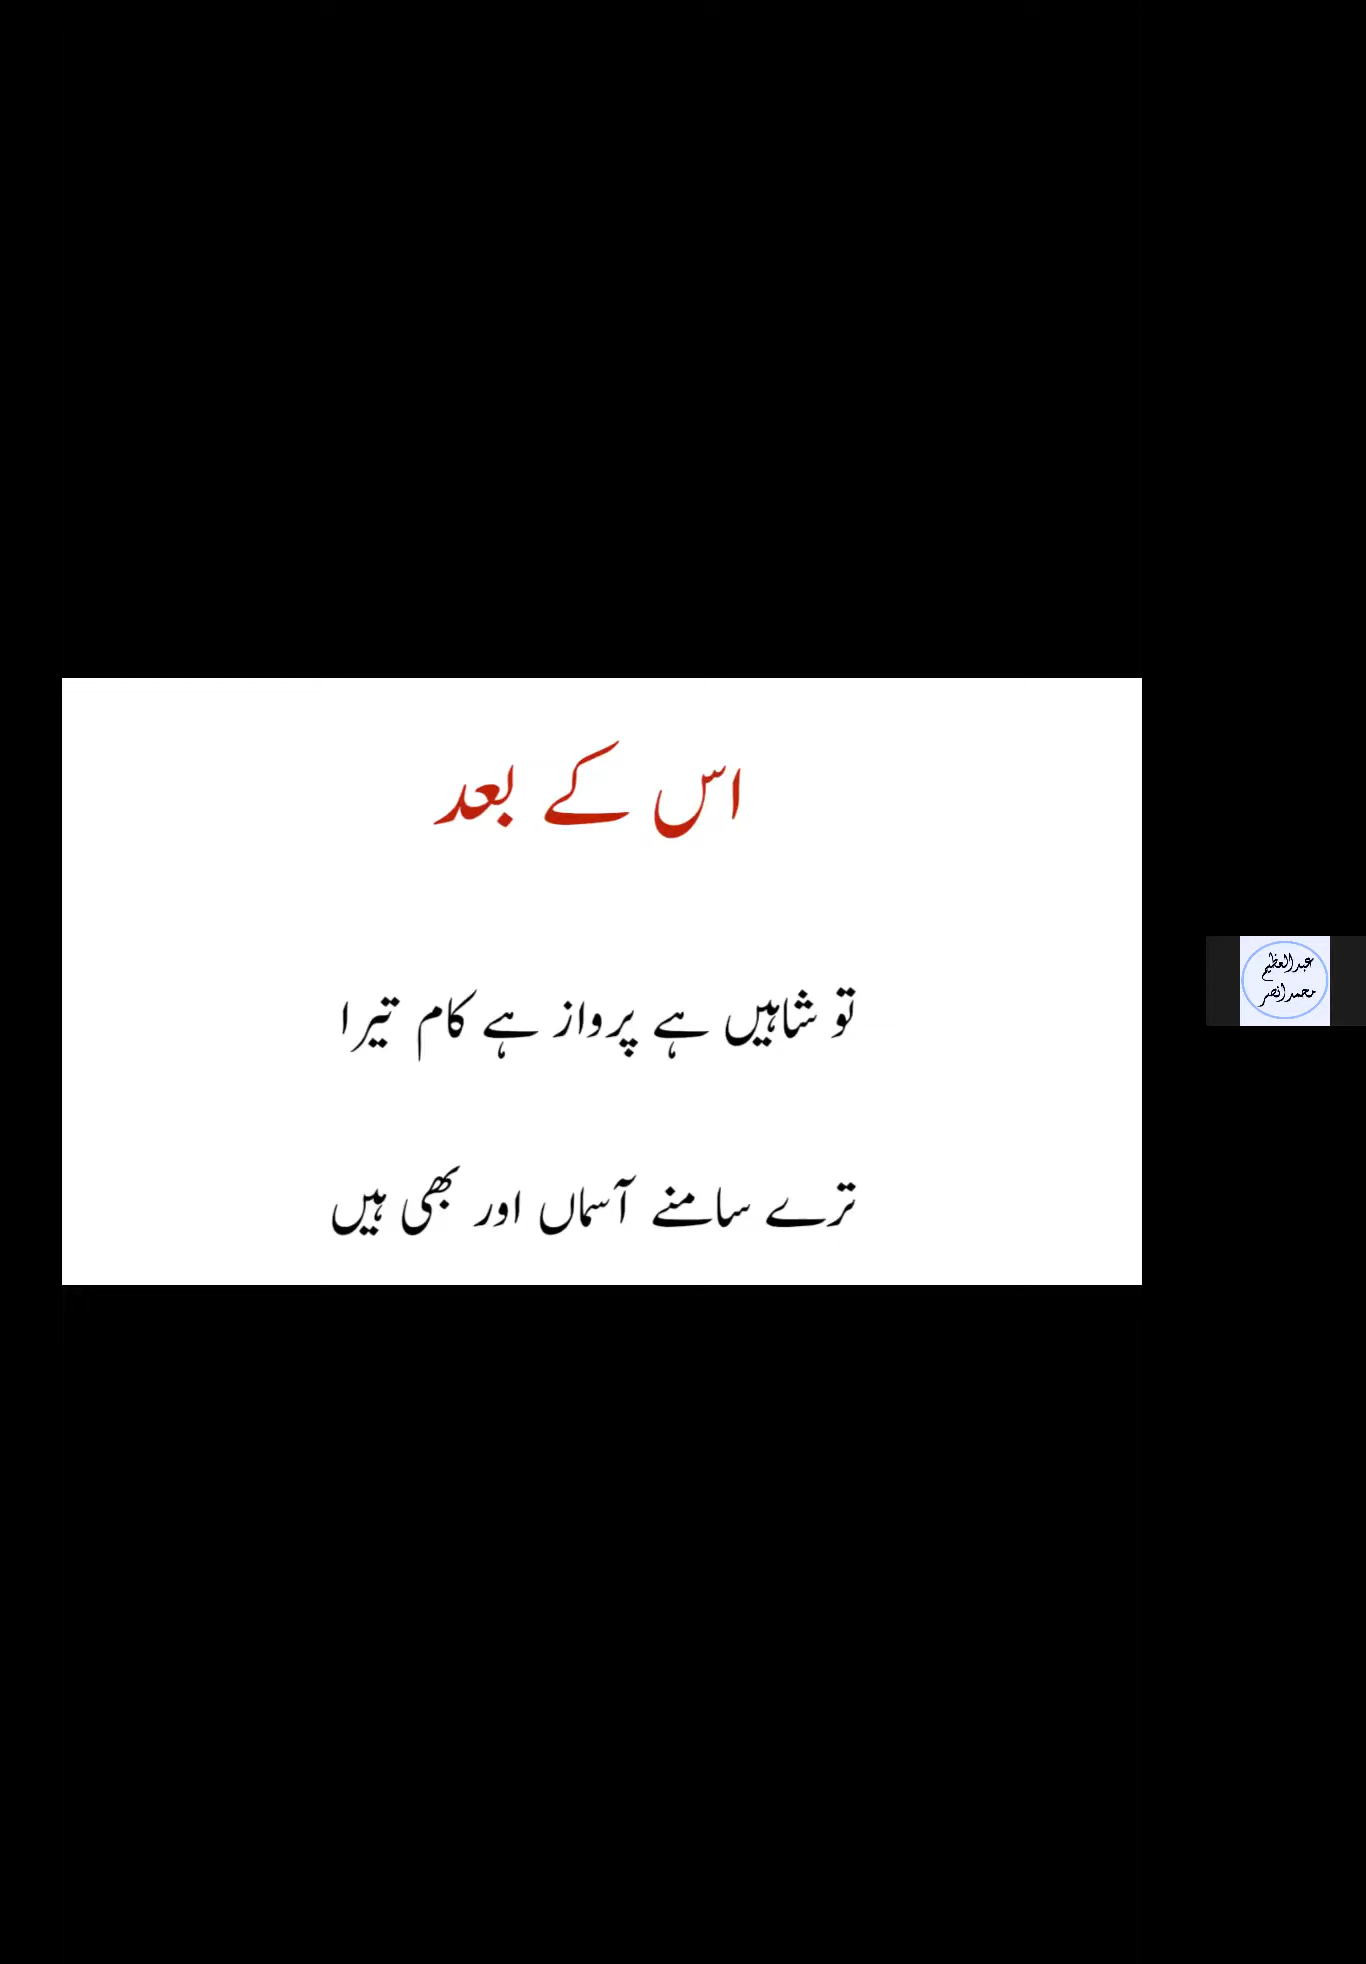 اس کے بعد
تو شاہیں ہے پرواز ہے کام تیرا
ترے سامنے آسماں اور بھی ہیں
عبدالعظیم
محمد انصر